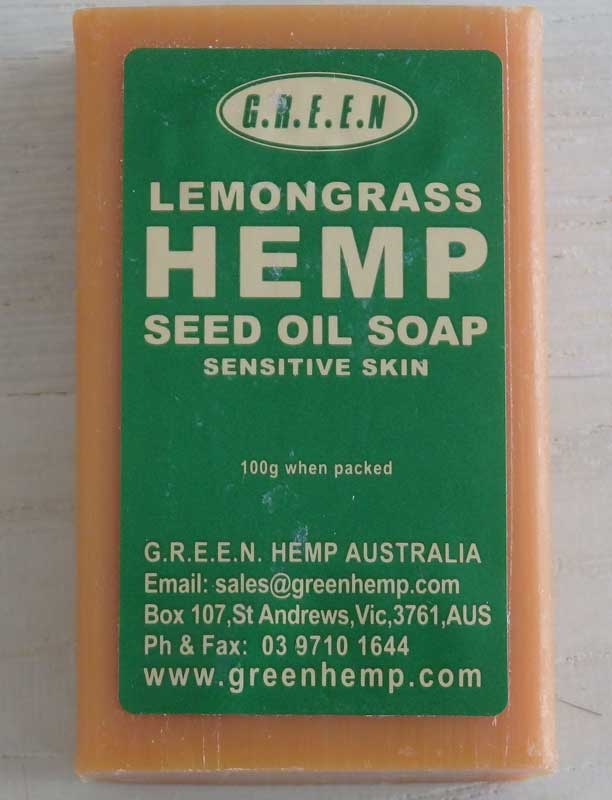 G.R.E.E.N
LEMONGRASS
HEMP
SEED OIL SOAP
SENSITIVE SKIN
100g when packed
G.R.E.E.N. HEMP AUSTRALIA
Email: sales@greenhemp.com
Box 107,St Andrews,Vic,3761,AUS
Ph & Fax: 03 9710 1644
www.greenhemp.com